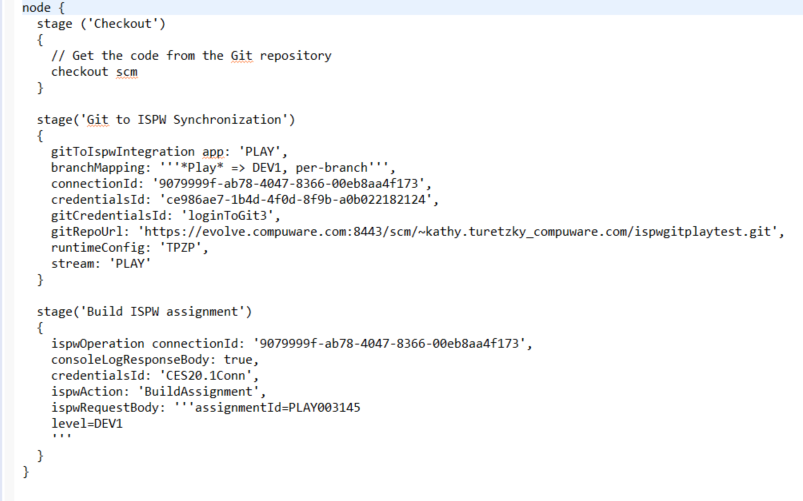 node {
  stage ('Checkout')
  {
    // Get the code from the Git repository
    checkout scm
  }

  stage('Git to ISPW Synchronization')
  {
    gitToIspwIntegration app: 'PLAY',
    branchMapping: '''*Play* => DEV1, per-branch''',
    connectionId: '9079999f-ab78-4047-8366-00eb8aa4f173',
    credentialsId: 'ce986ae7-1b4d-4f0d-8f9b-a0b022182124',
    gitCredentialsId: 'loginToGit3',
    gitRepoUrl: 'https://evolve.compuware.com:8443/scm/~kathy.turetzky_compuware.com/ispwgitplaytest.git',
    runtimeConfig: 'TPZP',
    stream: 'PLAY'
  }

  stage('Build ISPW assignment')
  {
    ispwOperation connectionId: '9079999f-ab78-4047-8366-00eb8aa4f173',
    consoleLogResponseBody: true,
    credentialsId: 'CES20.1Conn',
    ispwAction: 'BuildAssignment',
    ispwRequestBody: '''assignmentId=PLAY003145
    level=DEV1
    '''
  }
}